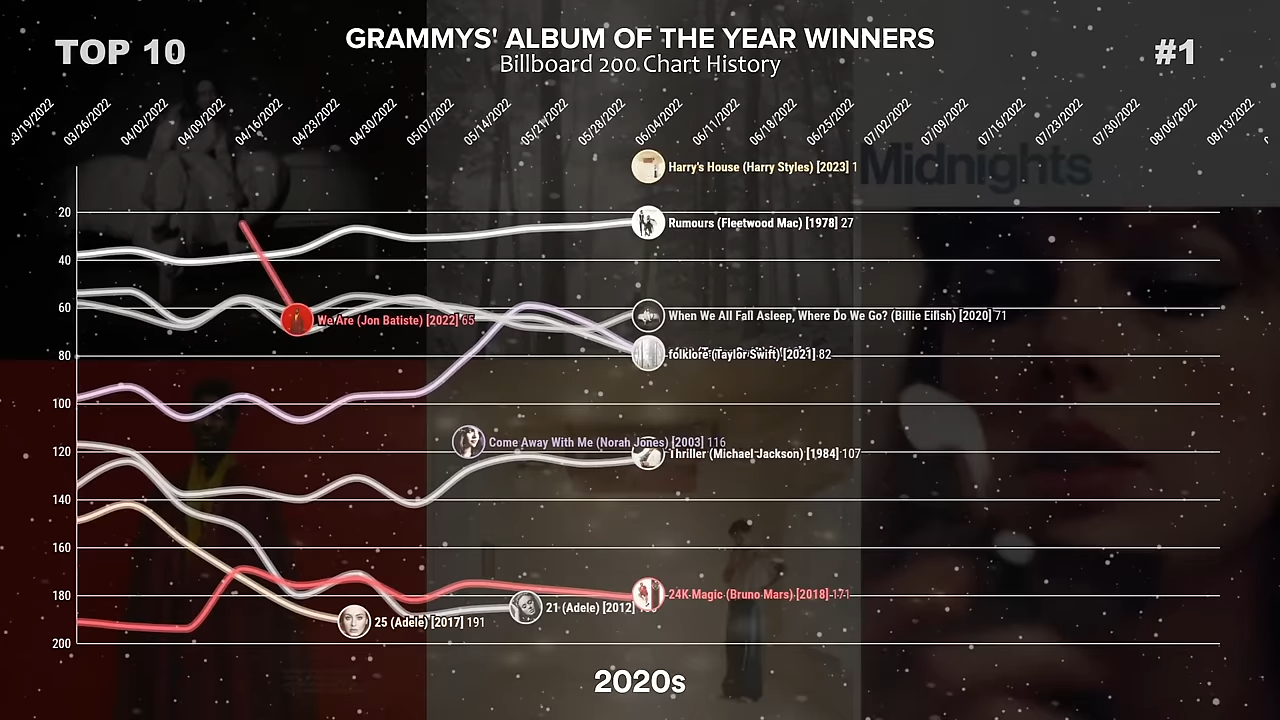 TOP 10
GRAMMYS' ALBUM OF THE YEAR WINNERS
Billboard 200 Chart History
#1
3/19/2022
03/26/2022
04/02/2022
04/09/2022
04/16/2022
04/23/2022
04/30/2022
05/07/2022
05/14/2022
05/21/2022
05/28/2022
06/04/2022
06/11/2022
06/18/2022
06/25/2022
07/02/2022
07/09/2022
07/16/2022
07/23/2022
07/30/2022
08/06/2022
08/13/2022
Harry's House (Harry Styles) [2023] 1
Midnights
20
Rumours (Fleetwood Mac) [1978] 27
40
60
When We All Fall Asleep, Where Do We Go? (Billie Eilish) [2020] 71
We Are (Jon Batiste) [2022] 65
80
folklore (Taylor Swift) [2021] 82
100
Come Away With Me (Norah Jones) [2003] 116
120
Thriller (Michael Jackson) [1984] 107
140
160
180
24K Magic (Bruno Mars) [2018] 171
21 (Adele) [2012]
25 (Adele) [2017] 191
200
2020s